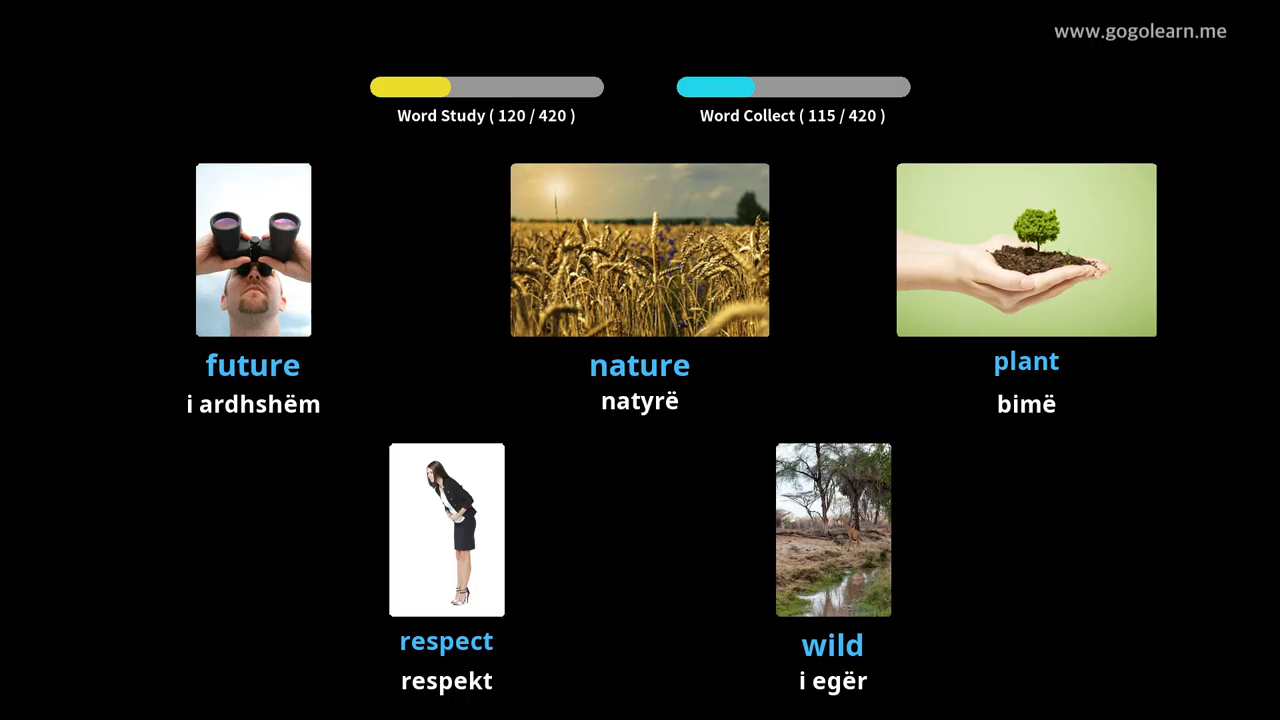 www.gogolearn.me
Word Study ( 120 / 420 )
Word Collect ( 115 / 420 )
future
i ardhshëm
nature
natyrë
plant
bimë
respect
respekt
wild
i egër